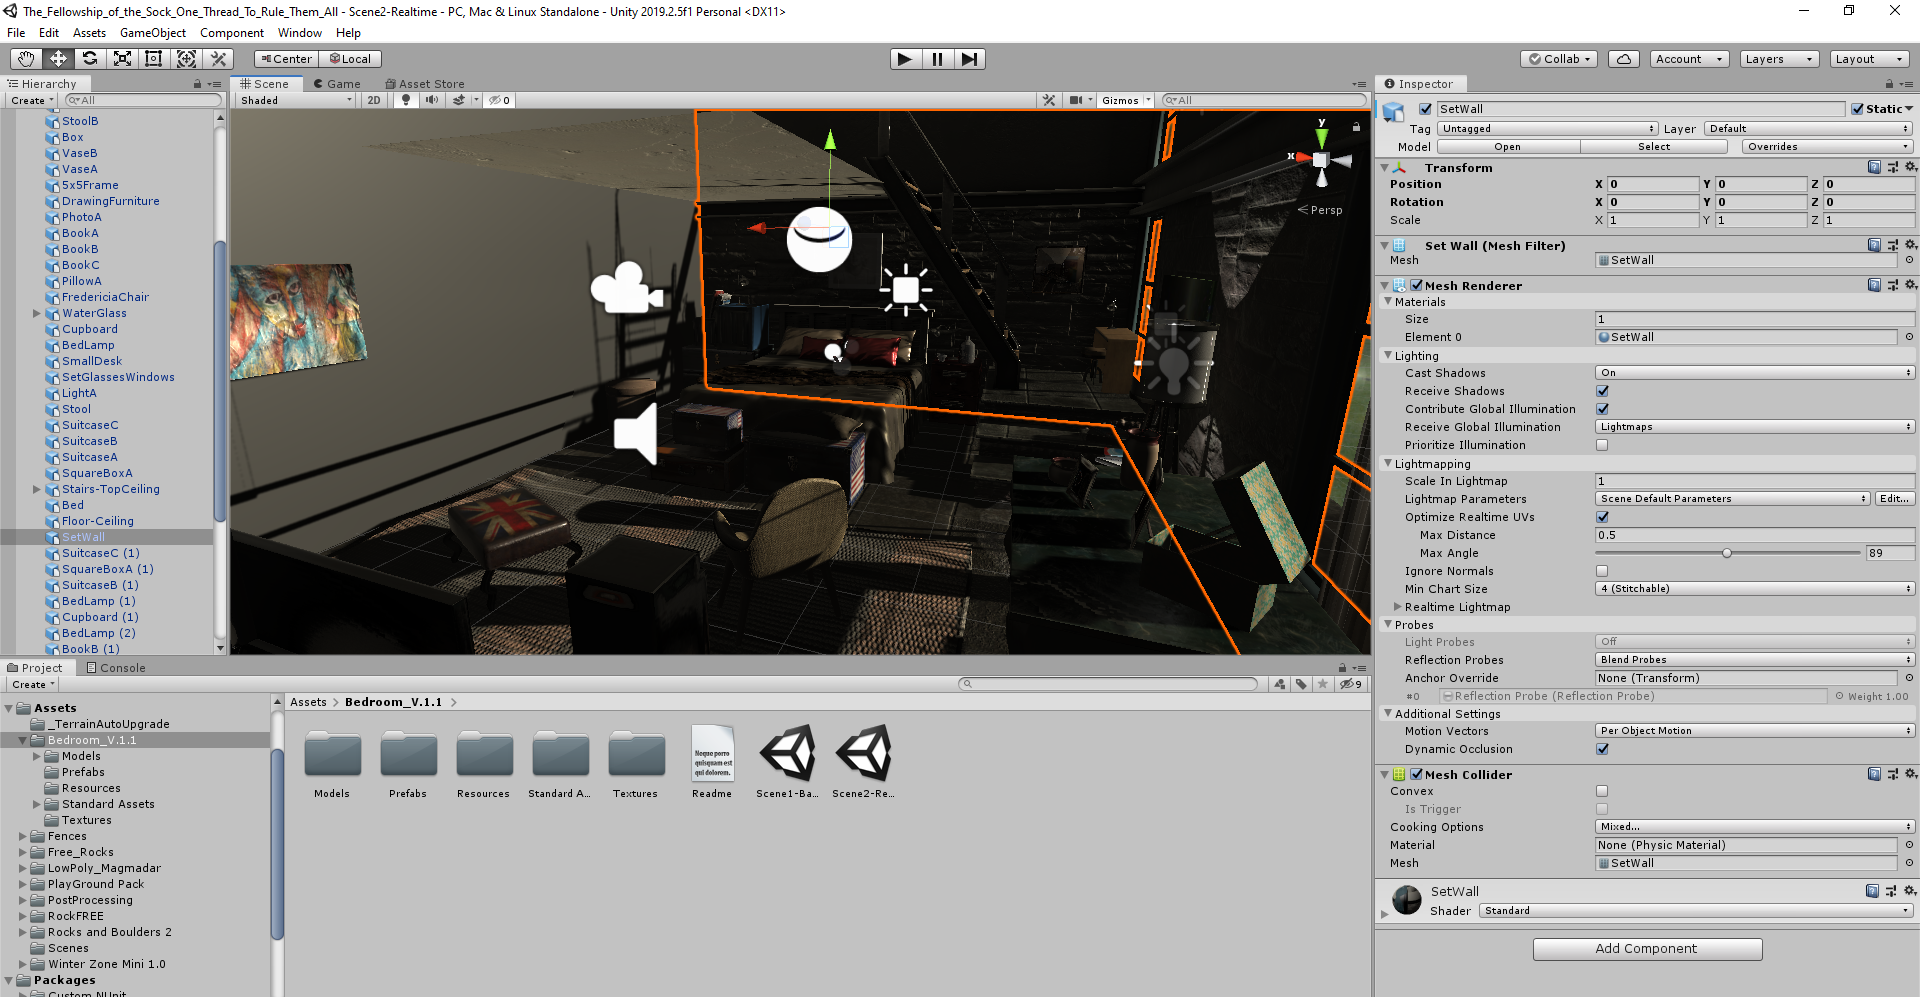 The_Fellowship_of_the_Sock_One_Thread_To_Rule_Them_All - Scene2-Realtime - PC, Mac & Linux Standalone - Unity 2019.2.5f1 Personal <DX11>
File Edit Assets GameObject Component Window Help
Center Local
Collab Account Layers Layout
Hierarchy
Create All
StoolB
Box
VaseB
VaseA
5x5Frame
DrawingFurniture
PhotoA
BookA
BookB
BookC
PillowA
FredericiaChair
WaterGlass
Cupboard
BedLamp
SmallDesk
SetGlassesWindows
LightA
Stool
SuitcaseC
SuitcaseB
SuitcaseA
SquareBoxA
Stairs-TopCeiling
Bed
Floor-Ceiling
SetWall
SuitcaseC (1)
SquareBoxA (1)
SuitcaseB (1)
BedLamp (1)
Cupboard (1)
BedLamp (2)
BookB (1)
Scene Game Asset Store
Shaded 2D 0 Gizmos All
y
x
Persp
Inspector
SetWall Static
Tag Untagged Layer Default
Model Open Select Overrides
Transform
Position X 0 Y 0 Z 0
Rotation X 0 Y 0 Z 0
Scale X 1 Y 1 Z 1
Set Wall (Mesh Filter)
Mesh SetWall
Mesh Renderer
Materials
Size 1
Element 0 SetWall
Lighting
Cast Shadows On
Receive Shadows
Contribute Global Illumination
Receive Global Illumination Lightmaps
Prioritize Illumination
Lightmapping
Scale In Lightmap 1
Lightmap Parameters Scene Default Parameters Edit...
Optimize Realtime UVs
Max Distance 0.5
Max Angle 89
Ignore Normals
Min Chart Size 4 (Stitchable)
Realtime Lightmap
Probes
Light Probes Off
Reflection Probes Blend Probes
Anchor Override None (Transform)
#0 Reflection Probe (Reflection Probe) Weight 1.00
Additional Settings
Motion Vectors Per Object Motion
Dynamic Occlusion
Mesh Collider
Convex
Is Trigger
Cooking Options Mixed...
Material None (Physic Material)
Mesh SetWall
SetWall
Shader Standard
Add Component
Project Console
Create 9
Assets
_TerrainAutoUpgrade
Bedroom_V.1.1
Models
Prefabs
Resources
Standard Assets
Textures
Fences
Free_Rocks
LowPoly_Magmadar
PlayGround Pack
PostProcessing
RockFREE
Rocks and Boulders 2
Scenes
Winter Zone Mini 1.0
Packages
Custom NUnit
Assets Bedroom_V.1.1
Neque porro
quisquam est
qui dolorem.
Models Prefabs Resources Standard A... Textures Readme Scene1-Ba... Scene2-Re...